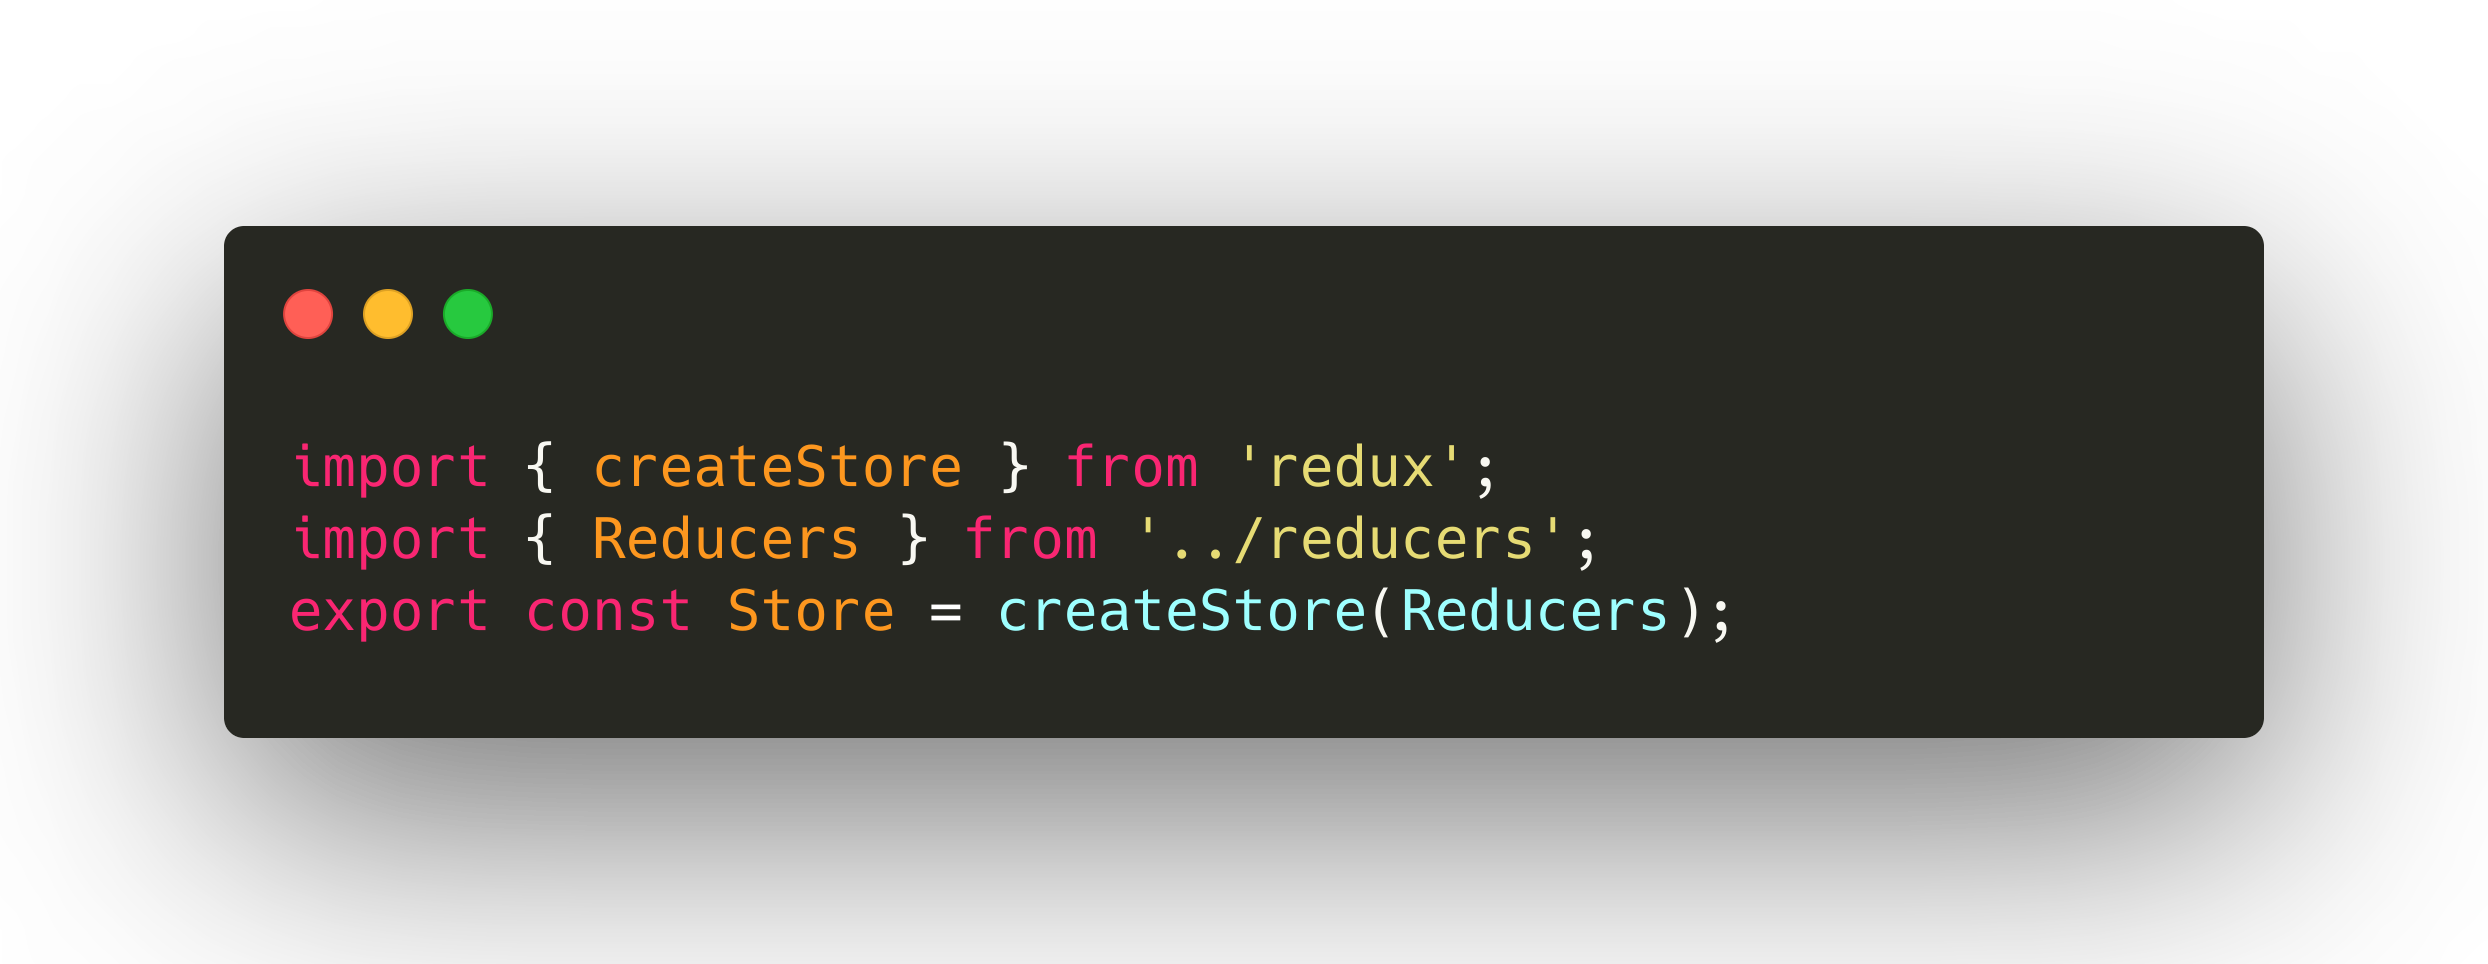 import { createStore } from 'redux';
import { Reducers } from '../reducers';
export const Store = createStore(Reducers);